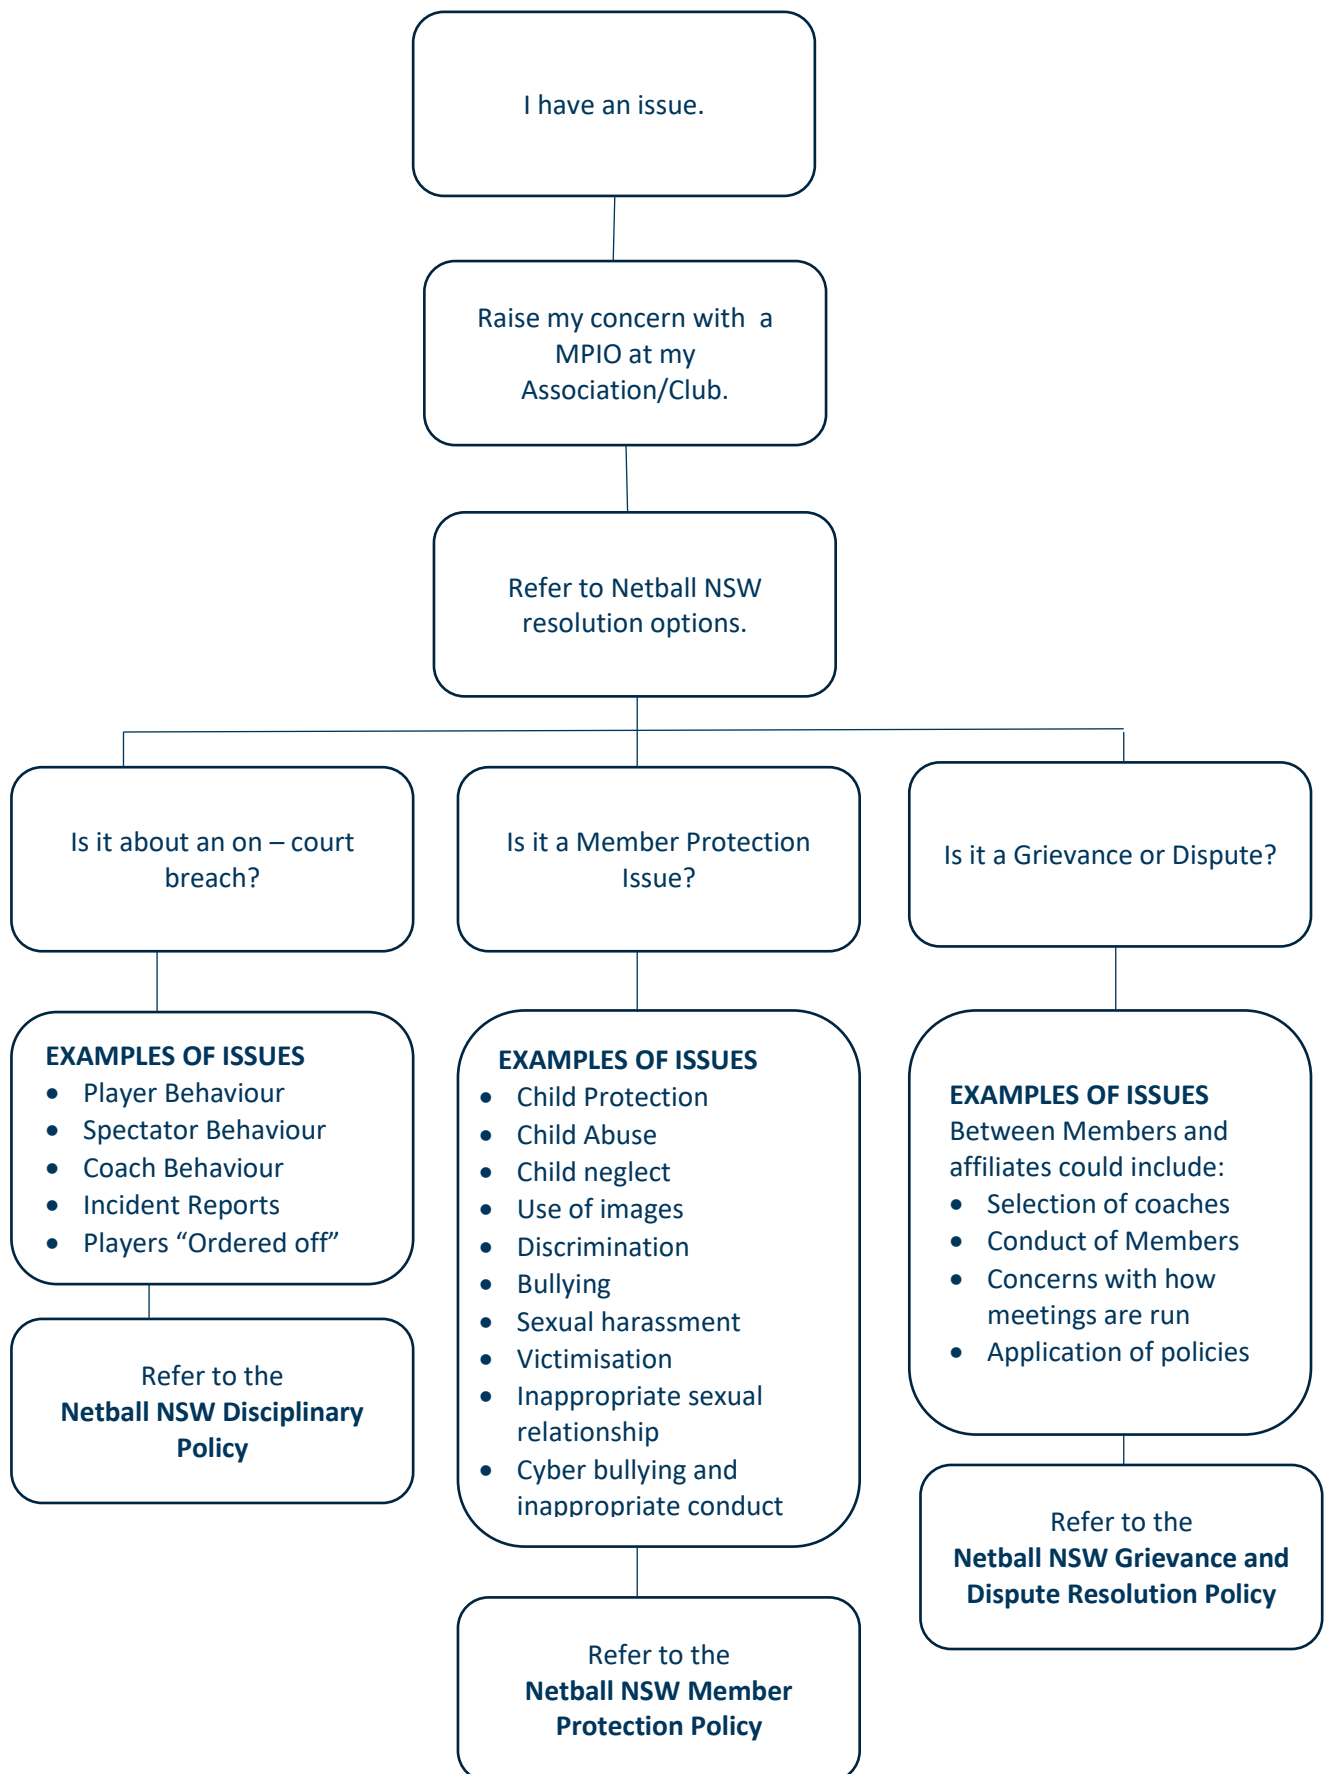 I have an issue.
Raise my concern with  a
MPIO at my
Association/Club.
Refer to Netball NSW
resolution options.
Is it about an on – court
breach?
Is it a Member Protection
Issue?
Is it a Grievance or Dispute?
EXAMPLES OF ISSUES
• Player Behaviour
• Spectator Behaviour
• Coach Behaviour
• Incident Reports
• Players “Ordered off”
Refer to the
Netball NSW Disciplinary
Policy
EXAMPLES OF ISSUES
• Child Protection
• Child Abuse
• Child neglect
• Use of images
• Discrimination
• Bullying
• Sexual harassment
• Victimisation
• Inappropriate sexual
relationship
• Cyber bullying and
inappropriate conduct
Refer to the
Netball NSW Member
Protection Policy
EXAMPLES OF ISSUES
Between Members and
affiliates could include:
• Selection of coaches
• Conduct of Members
• Concerns with how
meetings are run
• Application of policies
Refer to the
Netball NSW Grievance and
Dispute Resolution Policy